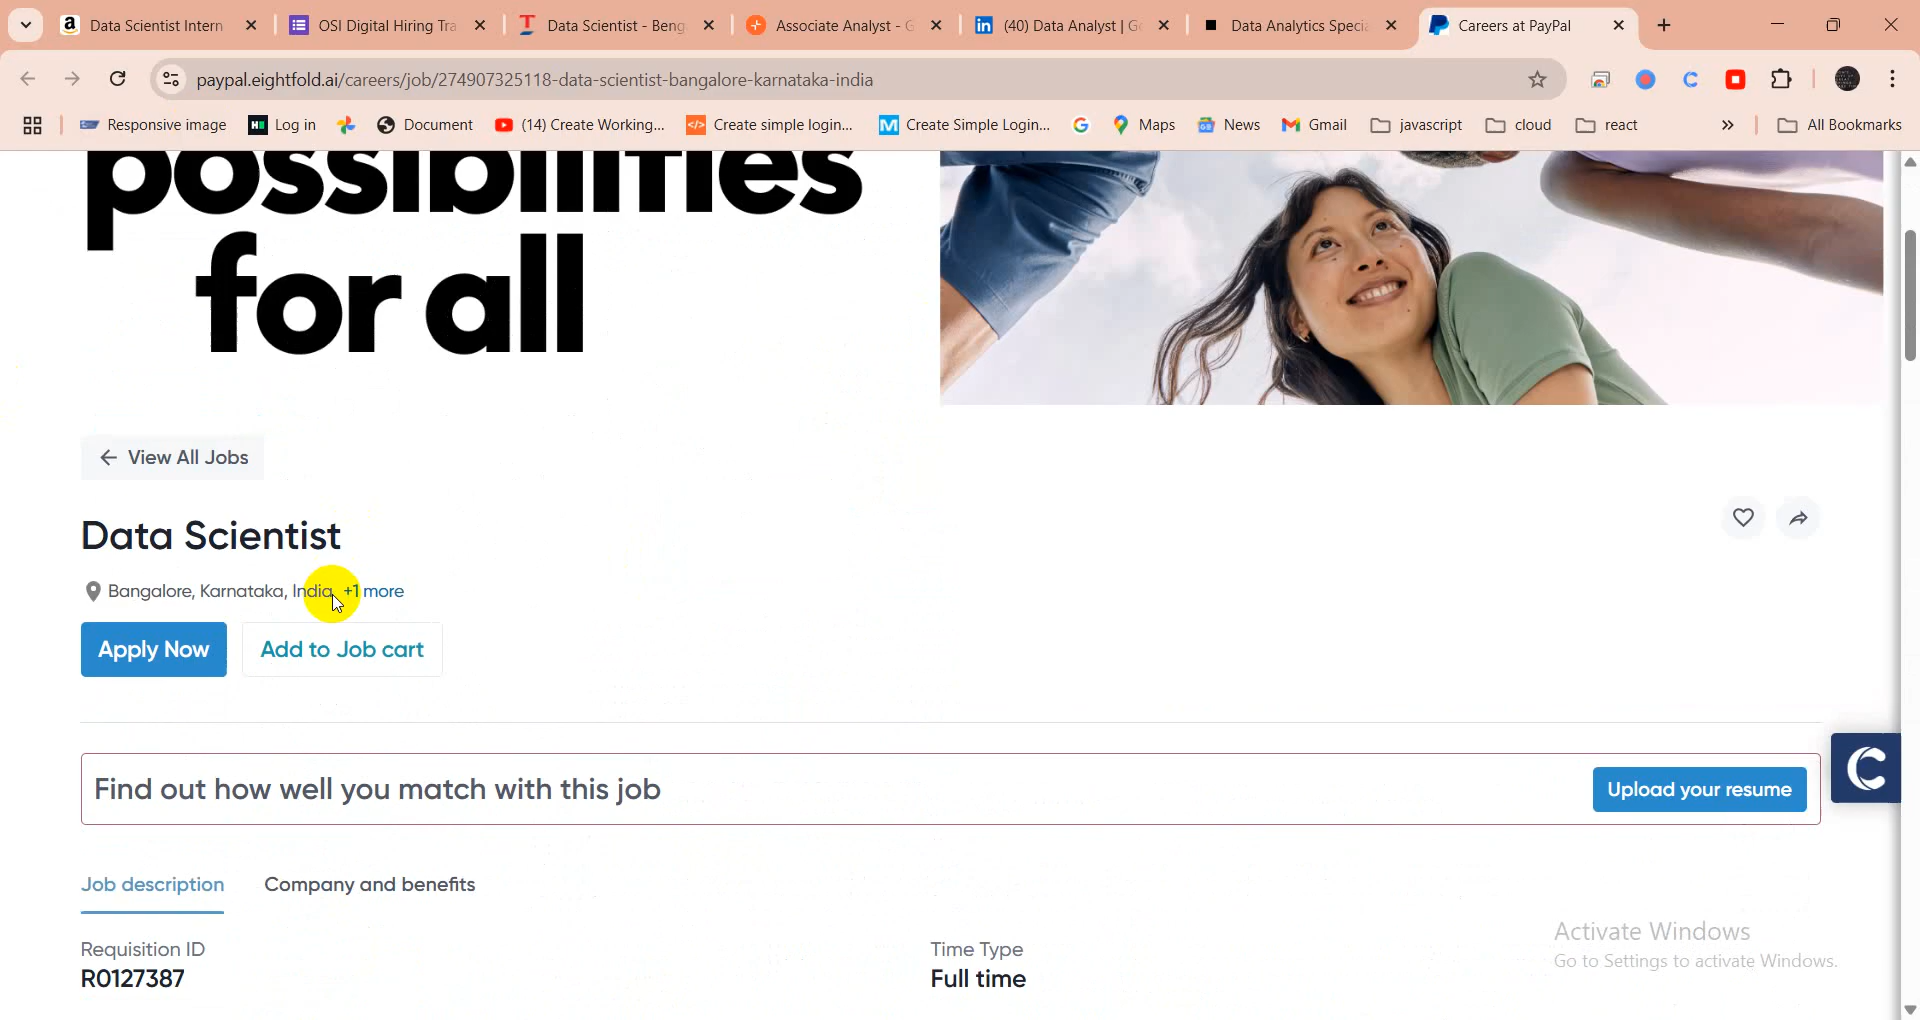 Data Scientist Intern
OSI Digital Hiring Tra
Data Scientist - Beng
Associate Analyst - G
(40) Data Analyst | Ge
Data Analytics Specia
Careers at PayPal
paypal.eightfold.ai/careers/job/274907325118-data-scientist-bangalore-karnataka-india
Responsive image
Log in
Document
(14) Create Working...
Create simple login...
Create Simple Login...
Maps
News
Gmail
javascript
cloud
react
All Bookmarks
possibilities
for all
View All Jobs
Data Scientist
Bangalore, Karnataka, India, +1 more
Apply Now
Add to Job cart
Find out how well you match with this job
Upload your resume
Job description
Company and benefits
Requisition ID
R0127387
Time Type
Full time
Activate Windows
Go to Settings to activate Windows.